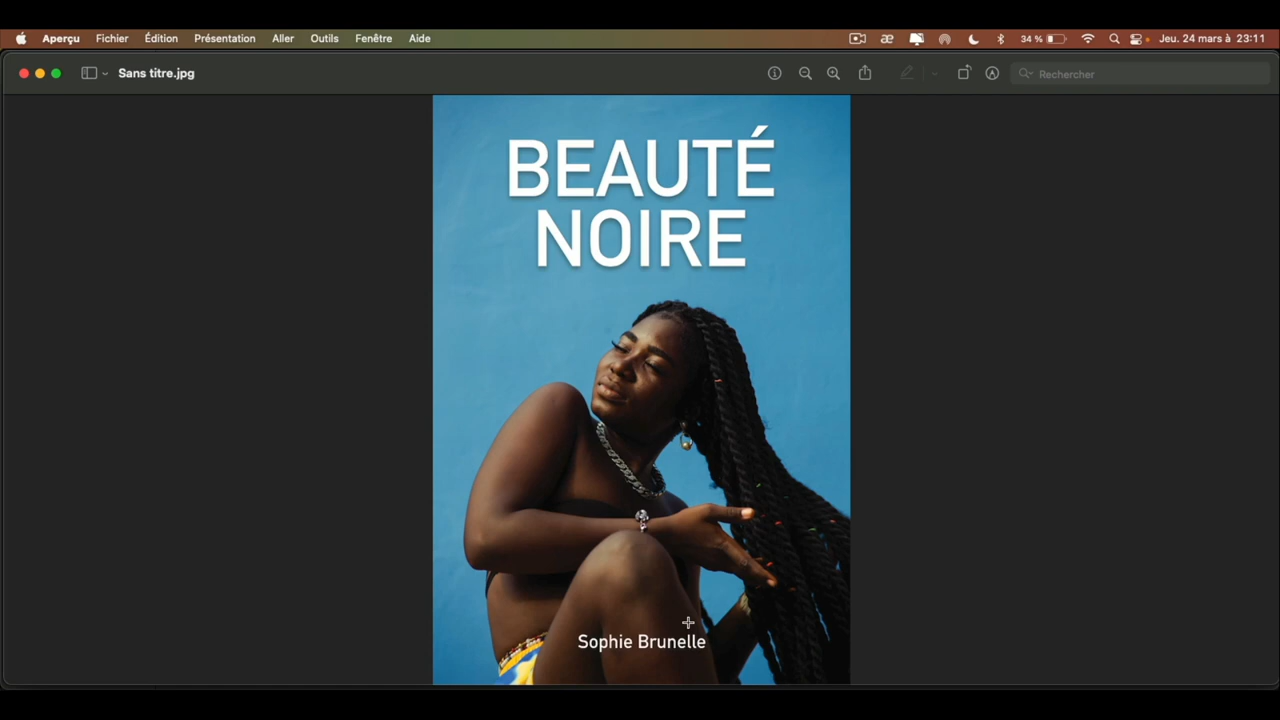 Aperçu Fichier Édition Présentation Aller Outils Fenêtre Aide æ 34 % Jeu. 24 mars à 23:11
Sans titre.jpg Rechercher
BEAUTÉ
NOIRE
Sophie Brunelle